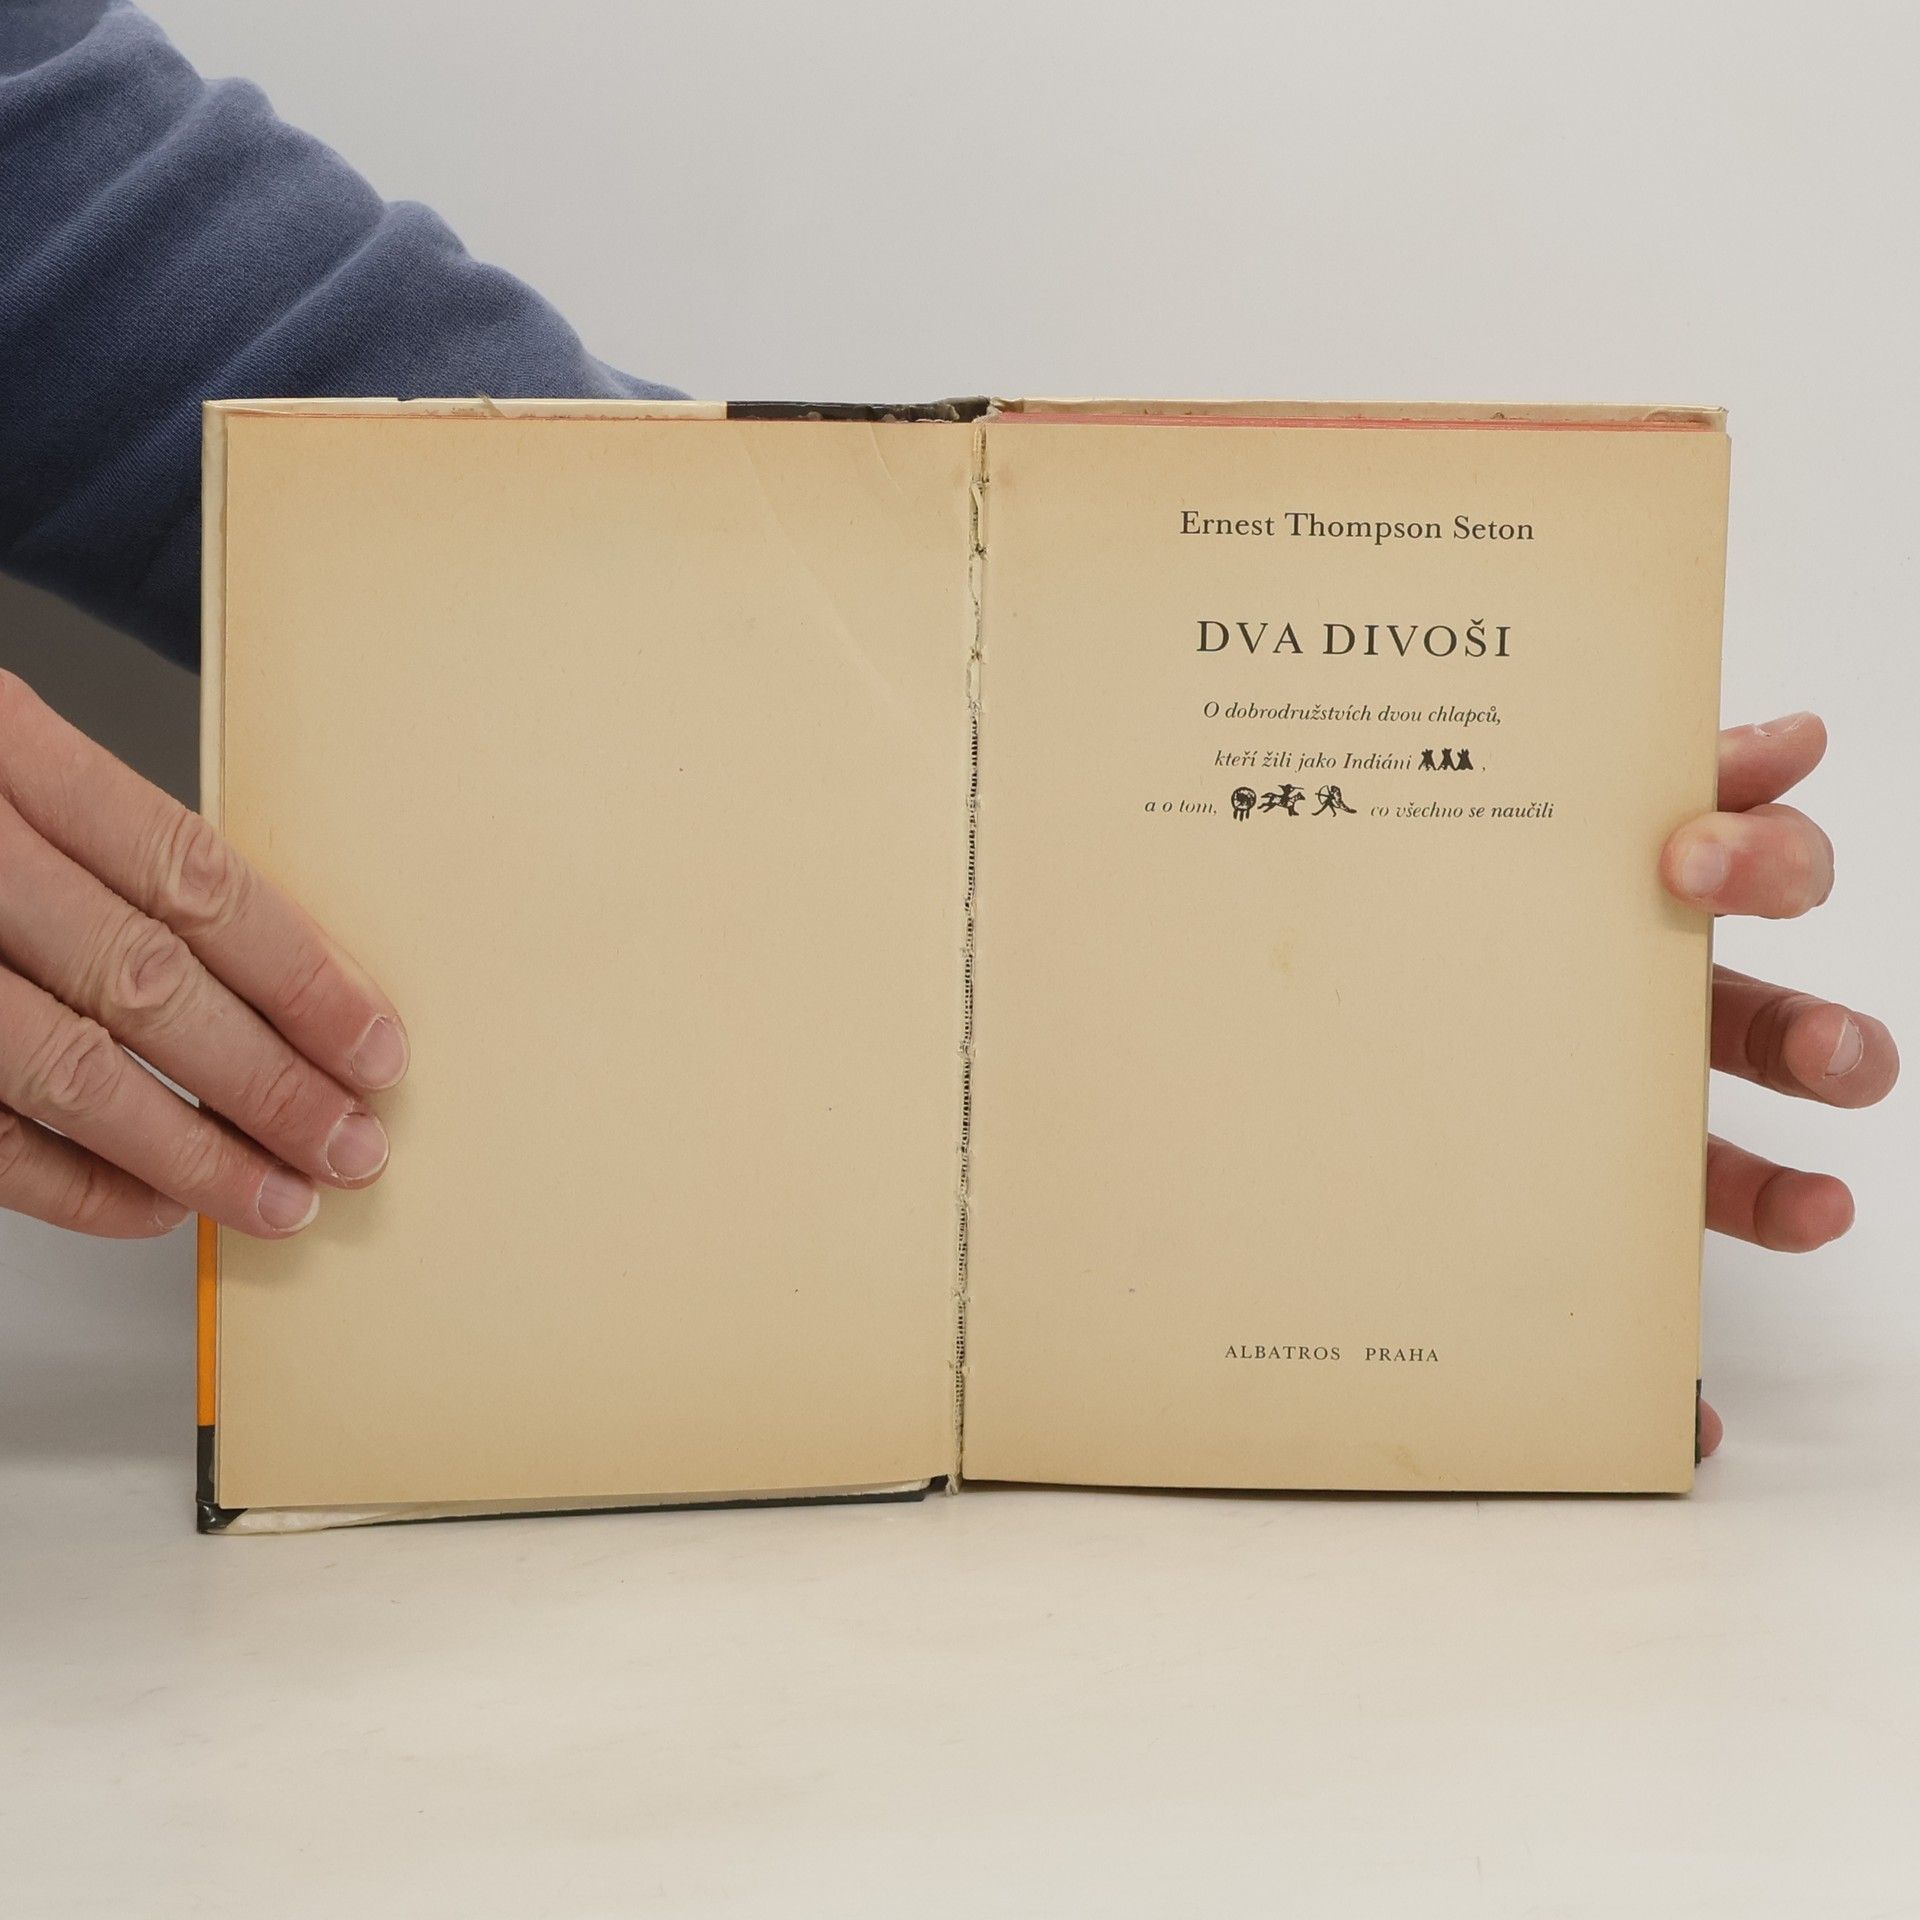 Ernest Thompson Seton
DVA DIVOŠI
O dobrodružstvích dvou chlapců,
kteří žili jako Indiáni ,
a o tom, co všechno se naučili
ALBATROS PRAHA